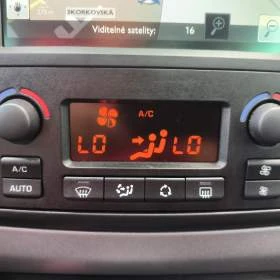 SKORKOVSKÁ
Viditelné satelity: 16
A/C
LO LO
A/C
AUTO